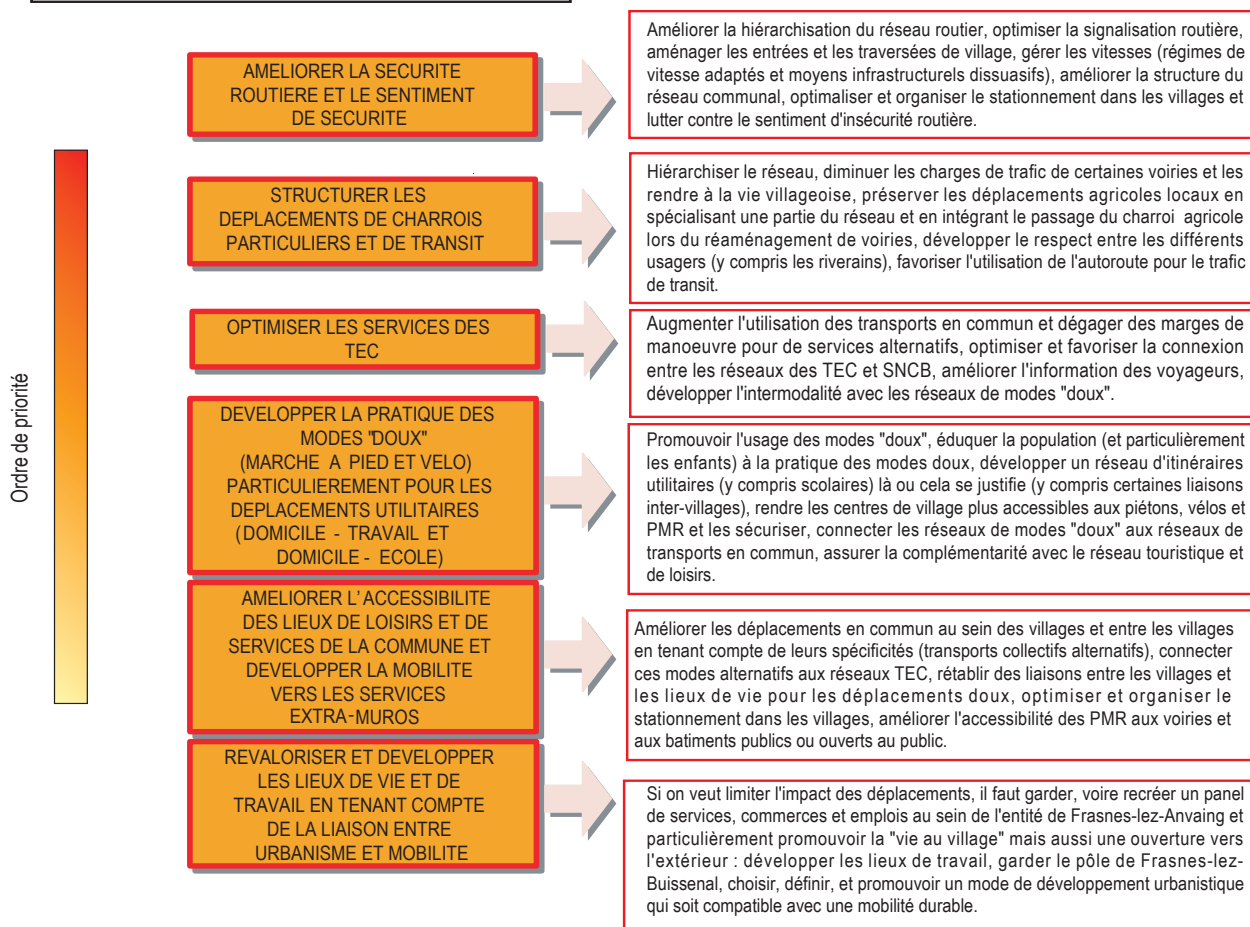 AMELIORER LA SECURITE
ROUTIERE ET LE SENTIMENT
DE SECURITE
Améliorer la hiérarchisation du réseau routier, optimiser la signalisation routière,
aménager les entrées et les traversées de village, gérer les vitesses (régimes de
vitesse adaptés et moyens infrastructurels dissuasifs), améliorer la structure du
réseau communal, optimaliser et organiser le stationnement dans les villages et
lutter contre le sentiment d'insécurité routière.
Ordre de priorité
STRUCTURER LES
DEPLACEMENTS DE CHARROIS
PARTICULIERS ET DE TRANSIT
Hiérarchiser le réseau, diminuer les charges de trafic de certaines voiries et les
rendre à la vie villageoise, préserver les déplacements agricoles locaux en
spécialisant une partie du réseau et en intégrant le passage du charroi agricole
lors du réaménagement de voiries, développer le respect entre les différents
usagers (y compris les riverains), favoriser l'utilisation de l'autoroute pour le trafic
de transit.
OPTIMISER LES SERVICES DES
TEC
Augmenter l'utilisation des transports en commun et dégager des marges de
manoeuvre pour de services alternatifs, optimiser et favoriser la connexion
entre les réseaux des TEC et SNCB, améliorer l'information des voyageurs,
développer l'intermodalité avec les réseaux de modes "doux".
DEVELOPPER LA PRATIQUE DES
MODES "DOUX"
(MARCHE A PIED ET VELO)
PARTICULIEREMENT POUR LES
DEPLACEMENTS UTILITAIRES
(DOMICILE - TRAVAIL ET
DOMICILE - ECOLE)
Promouvoir l'usage des modes "doux", éduquer la population (et particulièrement
les enfants) à la pratique des modes doux, développer un réseau d'itinéraires
utilitaires (y compris scolaires) là ou cela se justifie (y compris certaines liaisons
inter-villages), rendre les centres de village plus accessibles aux piétons, vélos et
PMR et les sécuriser, connecter les réseaux de modes "doux" aux réseaux de
transports en commun, assurer la complémentarité avec le réseau touristique et
de loisirs.
AMELIORER L'ACCESSIBILITE
DES LIEUX DE LOISIRS ET DE
SERVICES DE LA COMMUNE ET
DEVELOPPER LA MOBILITE
VERS LES SERVICES
EXTRA-MUROS
Améliorer les déplacements en commun au sein des villages et entre les villages
en tenant compte de leurs spécificités (transports collectifs alternatifs), connecter
ces modes alternatifs aux réseaux TEC, rétablir des liaisons entre les villages et
les lieux de vie pour les déplacements doux, optimiser et organiser le
stationnement dans les villages, améliorer l'accessibilité des PMR aux voiries et
aux batiments publics ou ouverts au public.
REVALORISER ET DEVELOPPER
LES LIEUX DE VIE ET DE
TRAVAIL EN TENANT COMPTE
DE LA LIAISON ENTRE
URBANISME ET MOBILITE
Si on veut limiter l'impact des déplacements, il faut garder, voire recréer un panel
de services, commerces et emplois au sein de l'entité de Frasnes-lez-Anvaing et
particulièrement promouvoir la "vie au village" mais aussi une ouverture vers
l'extérieur : développer les lieux de travail, garder le pôle de Frasnes-lez-
Buissenal, choisir, définir, et promouvoir un mode de développement urbanistique
qui soit compatible avec une mobilité durable.